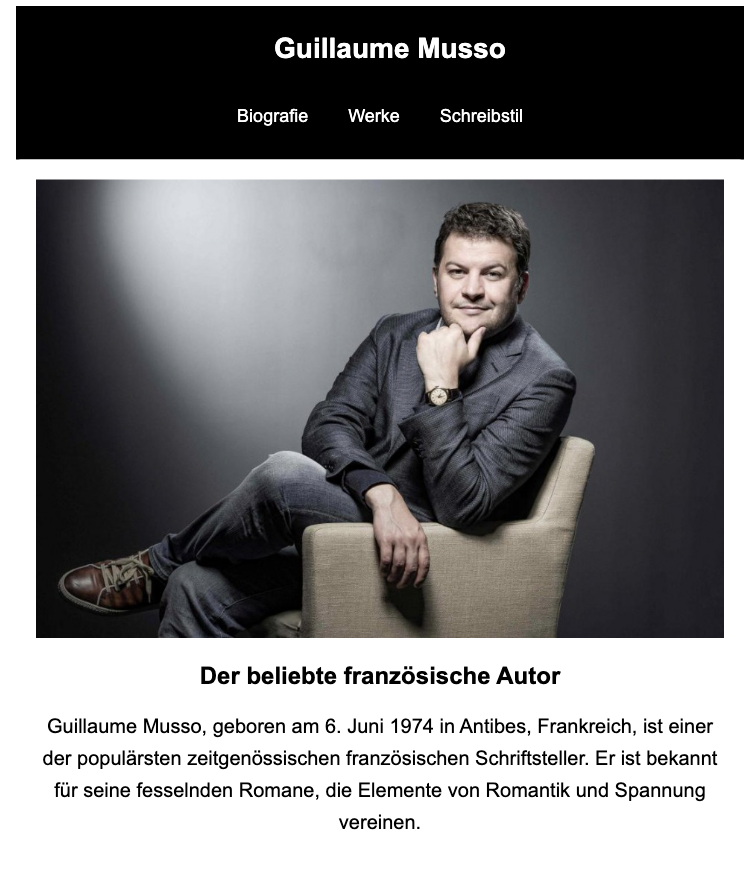 Guillaume Musso
Biografie Werke Schreibstil
Der beliebte französische Autor
Guillaume Musso, geboren am 6. Juni 1974 in Antibes, Frankreich, ist einer
der populärsten zeitgenössischen französischen Schriftsteller. Er ist bekannt
für seine fesselnden Romane, die Elemente von Romantik und Spannung
vereinen.